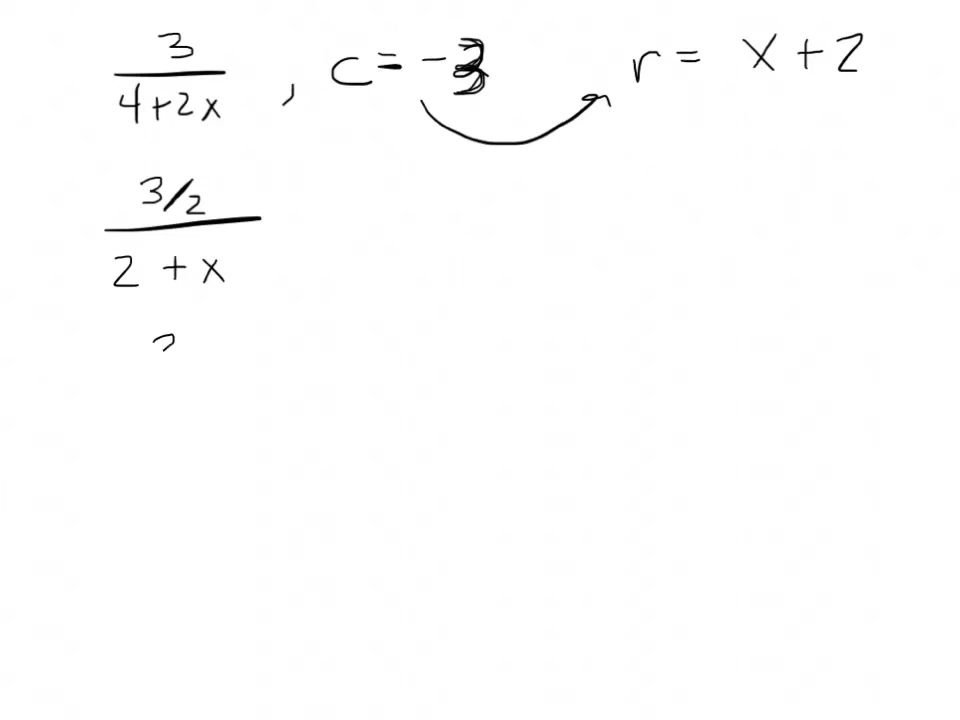 3/(4+2x) , c = -3 r = x+2
3/2/(2 + x)